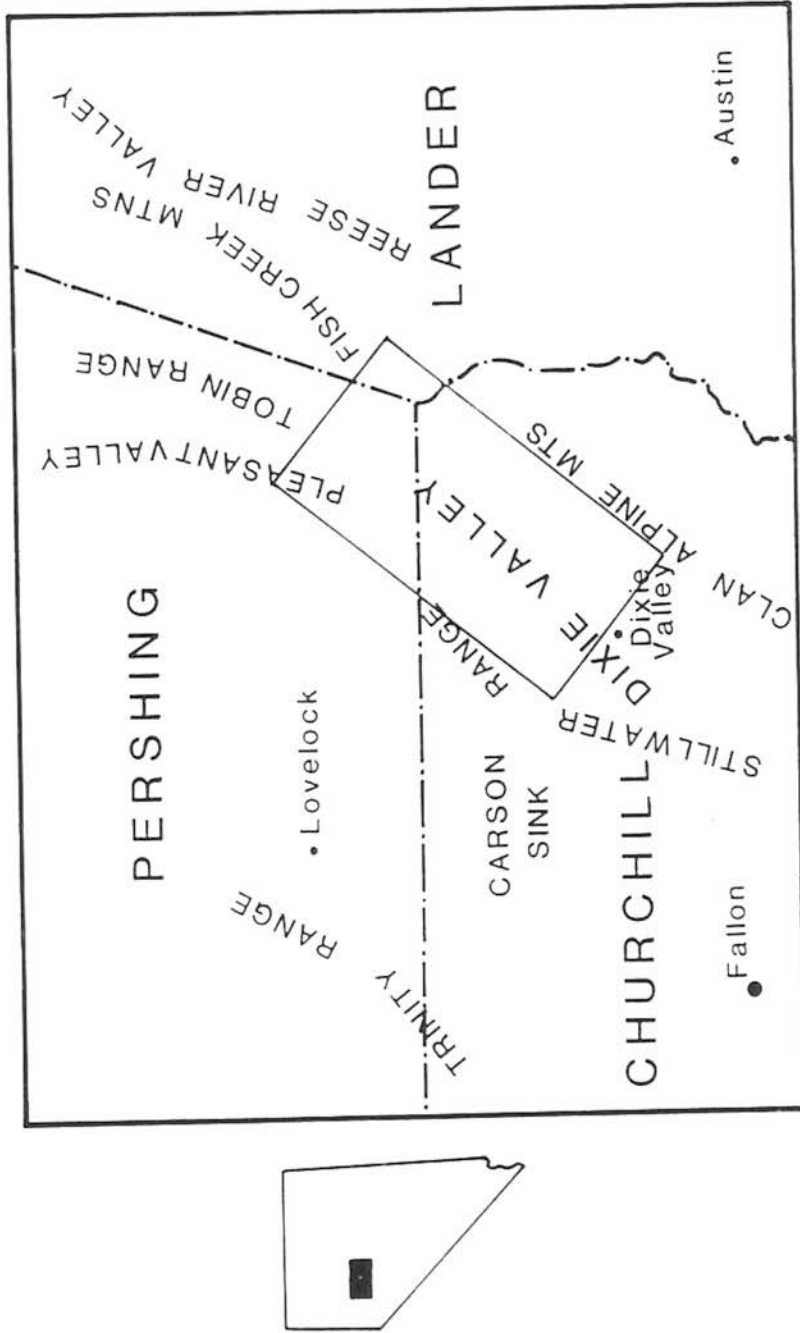 PERSHING
TRNITY RANGE
Lovelock
PLEASANT VALLEY
TOBIN RANGE
FISH CREEK MTNS
REESE RIVER VALLEY
LANDER
Austin
CARSON
SINK
STILLWATER RANGE
DIXIE VALLEY
Dixie
Valley
CLAN ALPINE MTS
CHURCHILL
Fallon